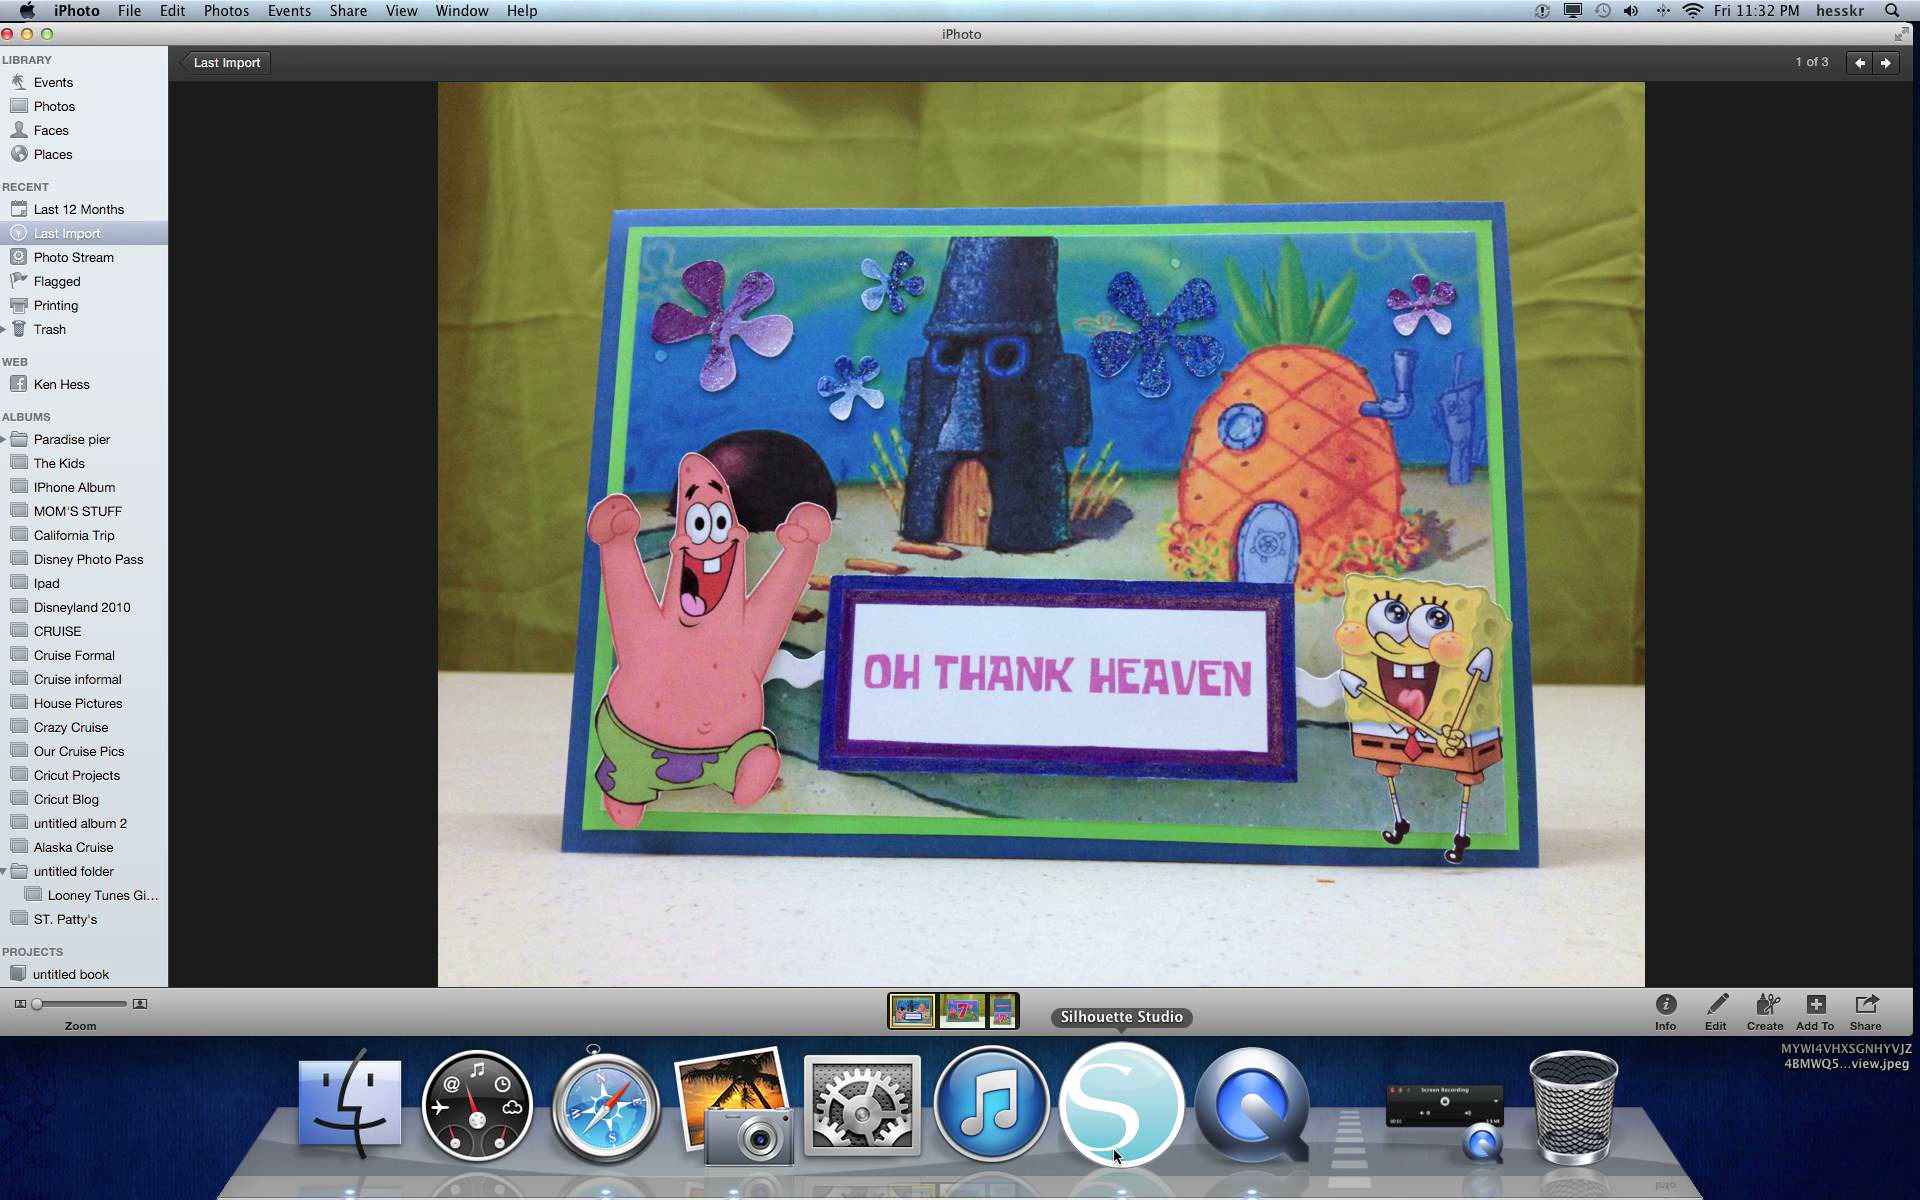 iPhoto File Edit Photos Events Share View Window Help
Fri 11:32 PM hesskr
iPhoto
LIBRARY
Events
Photos
Faces
Places
RECENT
Last 12 Months
Last Import
Photo Stream
Flagged
Printing
Trash
WEB
Ken Hess
ALBUMS
Paradise pier
The Kids
IPhone Album
MOM'S STUFF
California Trip
Disney Photo Pass
Ipad
Disneyland 2010
CRUISE
Cruise Formal
Cruise informal
House Pictures
Crazy Cruise
Our Cruise Pics
Cricut Projects
Cricut Blog
untitled album 2
Alaska Cruise
untitled folder
Looney Tunes Gi...
ST. Patty's
PROJECTS
untitled book
Last Import
1 of 3
OH THANK HEAVEN
Zoom
7
Silhouette Studio
Info Edit Create Add To Share
MYWI4VHXSGNHYVJZ
4BMWQ5...view.jpeg
Screen Recording